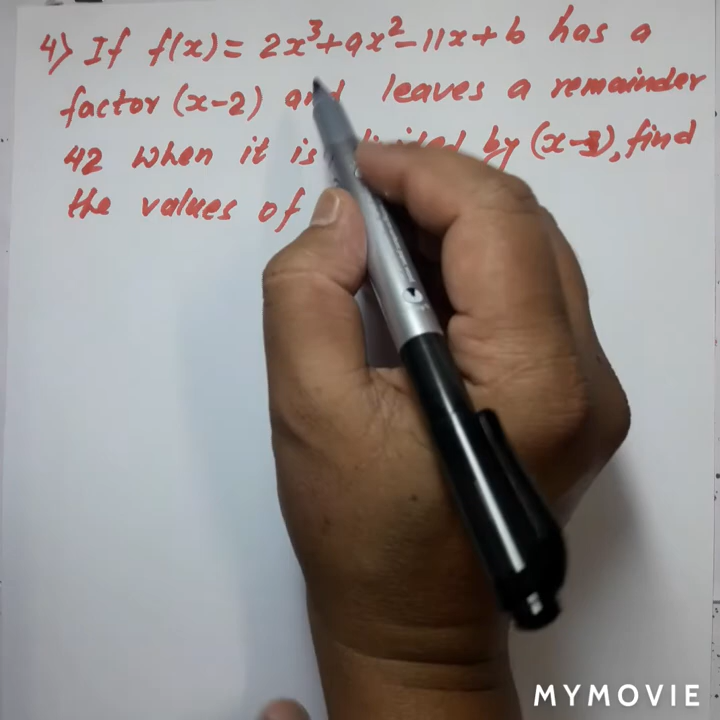 4) If f(x) = 2x³+ax²-11x+b has a
factor (x-2) and leaves a remainder
42 when it is divided by (x-3), find
the values of
MYMOVIE